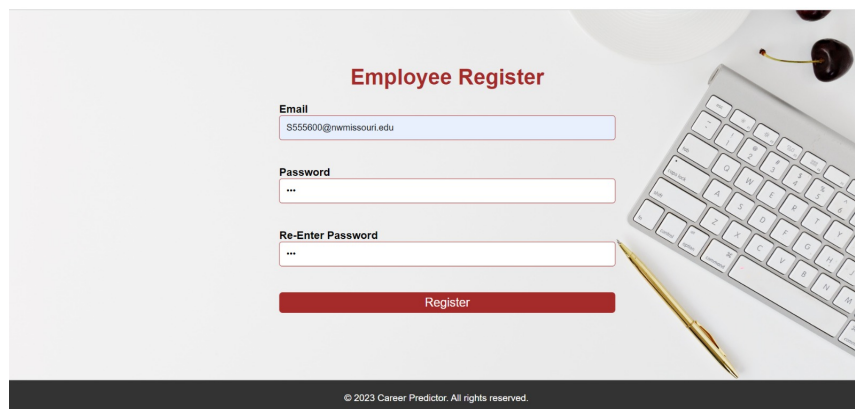 Employee Register
Email
S555600@nwmissouri.edu
Password
•••
Re-Enter Password
•••
Register
© 2023 Career Predictor. All rights reserved.